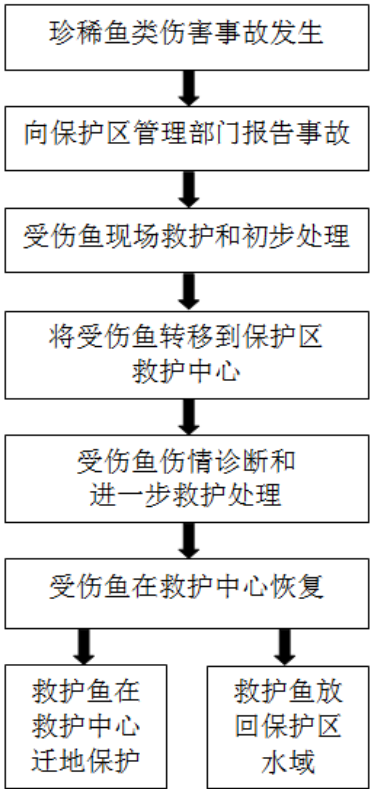 珍稀鱼类伤害事故发生
向保护区管理部门报告事故
受伤鱼现场救护和初步处理
将受伤鱼转移到保护区
救护中心
受伤鱼伤情诊断和
进一步救护处理
受伤鱼在救护中心恢复
救护鱼在
救护中心
迁地保护
救护鱼放
回保护区
水域